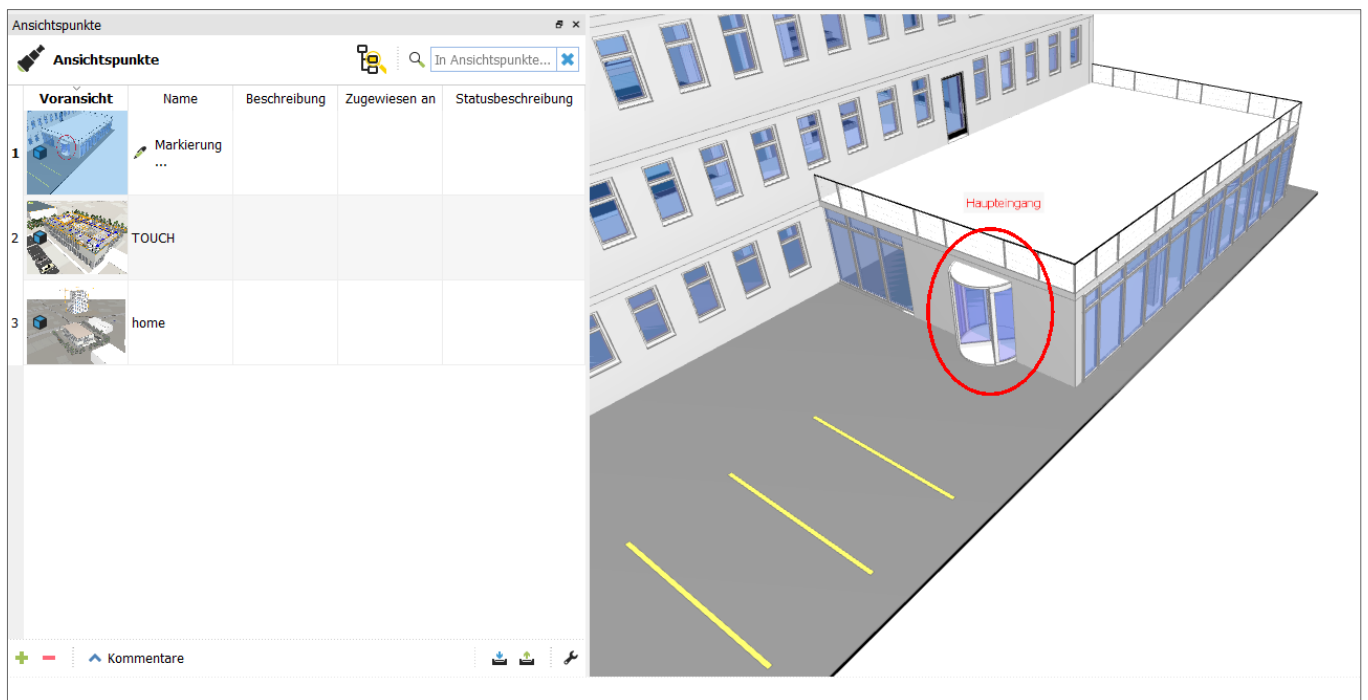 Ansichtspunkte
Ansichtspunkte
In Ansichtspunkte...
Voransicht Name Beschreibung Zugewiesen an Statusbeschreibung
1 Markierung
...
2 TOUCH
3 home
Kommentare
Haupteingang